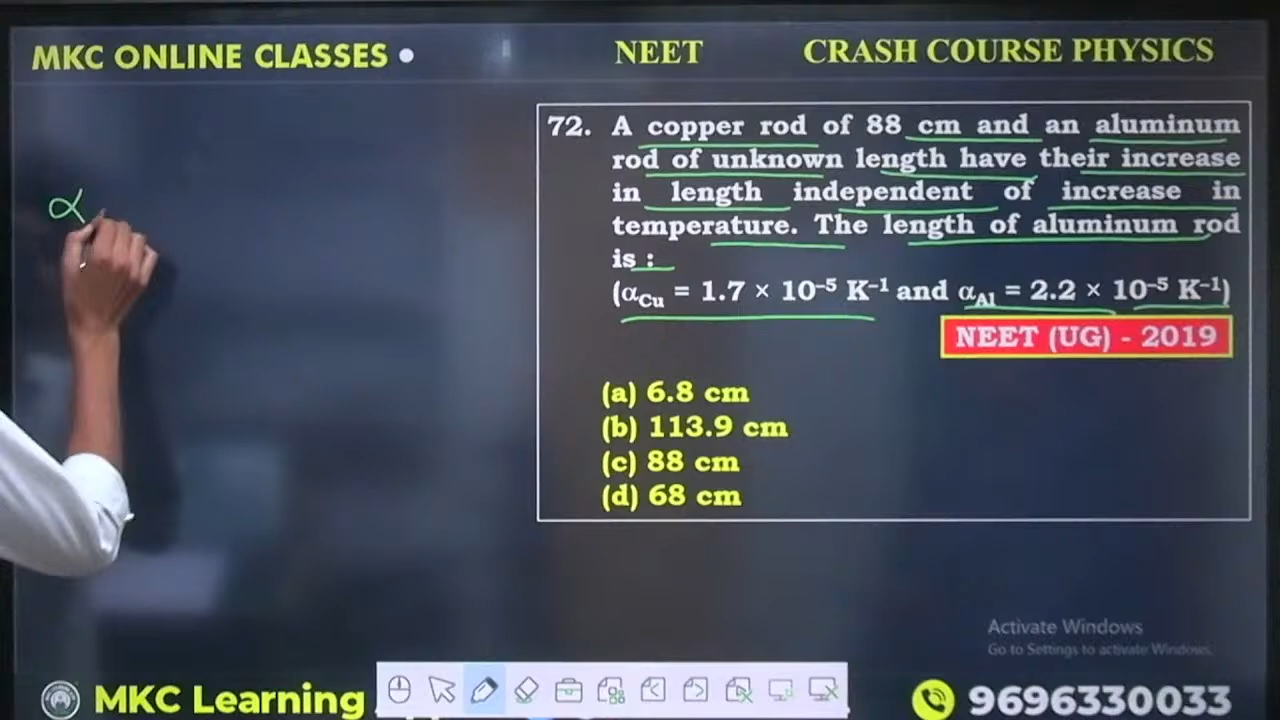 MKC ONLINE CLASSES • NEET CRASH COURSE PHYSICS
72. A copper rod of 88 cm and an aluminum
rod of unknown length have their increase
in length independent of increase in
temperature. The length of aluminum rod
is :
(αCu = 1.7 × 10⁻⁵ K⁻¹ and αAl = 2.2 × 10⁻⁵ K⁻¹)
NEET (UG) - 2019
α
(a) 6.8 cm
(b) 113.9 cm
(c) 88 cm
(d) 68 cm
Activate Windows
Go to Settings to activate Windows.
MKC Learning
9696330033